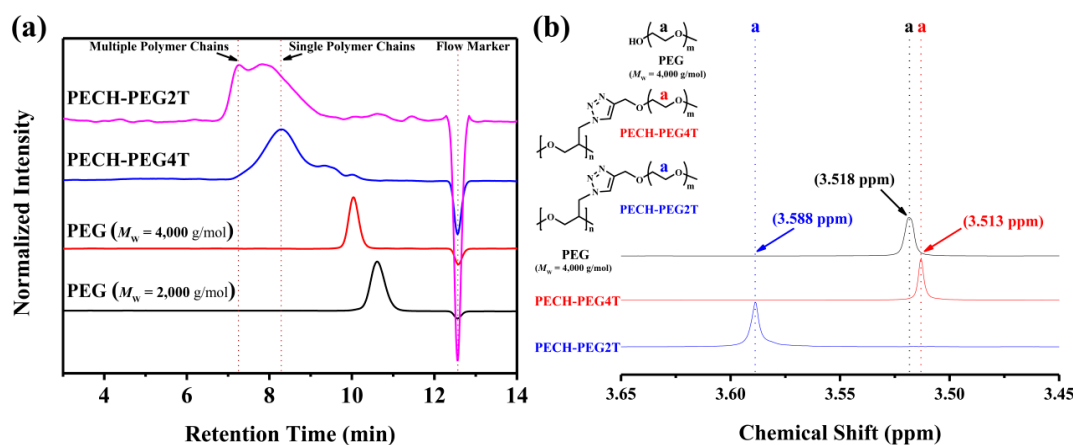 (a)
Multiple Polymer Chains
Single Polymer Chains
Flow Marker
PECH-PEG2T
PECH-PEG4T
PEG (Mw = 4,000 g/mol)
PEG (Mw = 2,000 g/mol)
Normalized Intensity
4 6 8 10 12 14
Retention Time (min)
(b)
a a a
a
HO O m
PEG
(Mw = 4,000 g/mol)
N N N a
O O m
O n
PECH-PEG4T
N N N a
O O m
O n
PECH-PEG2T
(3.518 ppm)
(3.588 ppm)
(3.513 ppm)
PEG
(Mw = 4,000 g/mol)
PECH-PEG4T
PECH-PEG2T
3.65 3.60 3.55 3.50 3.45
Chemical Shift (ppm)